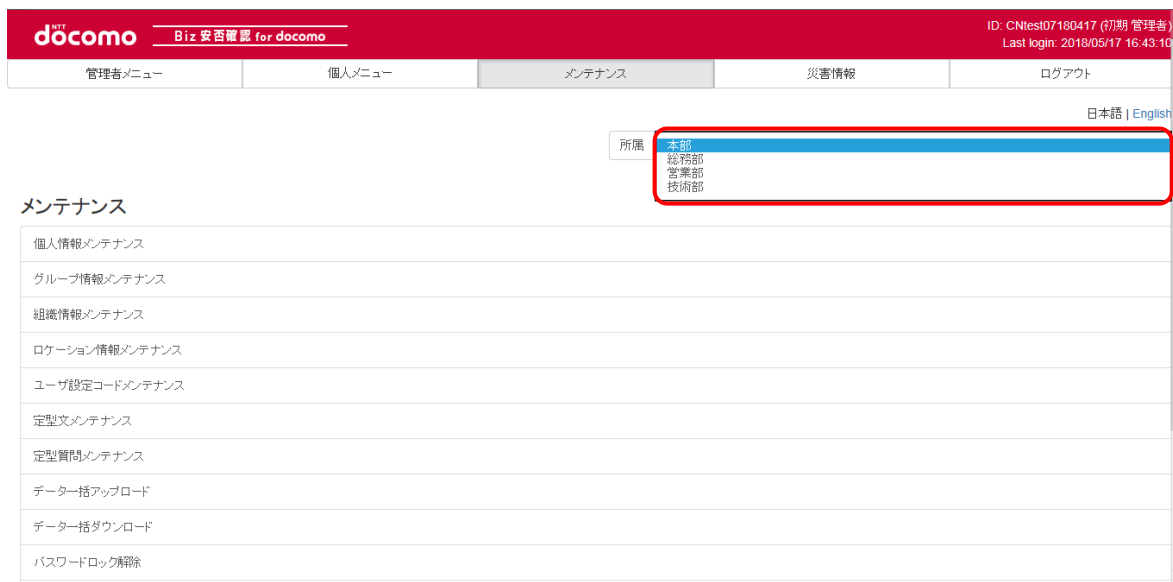 NTT
döcomo Biz 安否確認 for docomo
ID: CNtest07180417 (初期 管理者)
Last login: 2018/05/17 16:43:10
管理者メニュー 個人メニュー メンテナンス 災害情報 ログアウト
日本語 | English
所属 本部
総務部
営業部
技術部
メンテナンス
個人情報メンテナンス
グループ情報メンテナンス
組織情報メンテナンス
ロケーション情報メンテナンス
ユーザ設定コードメンテナンス
定型文メンテナンス
定型質問メンテナンス
データ一括アップロード
データ一括ダウンロード
パスワードロック解除